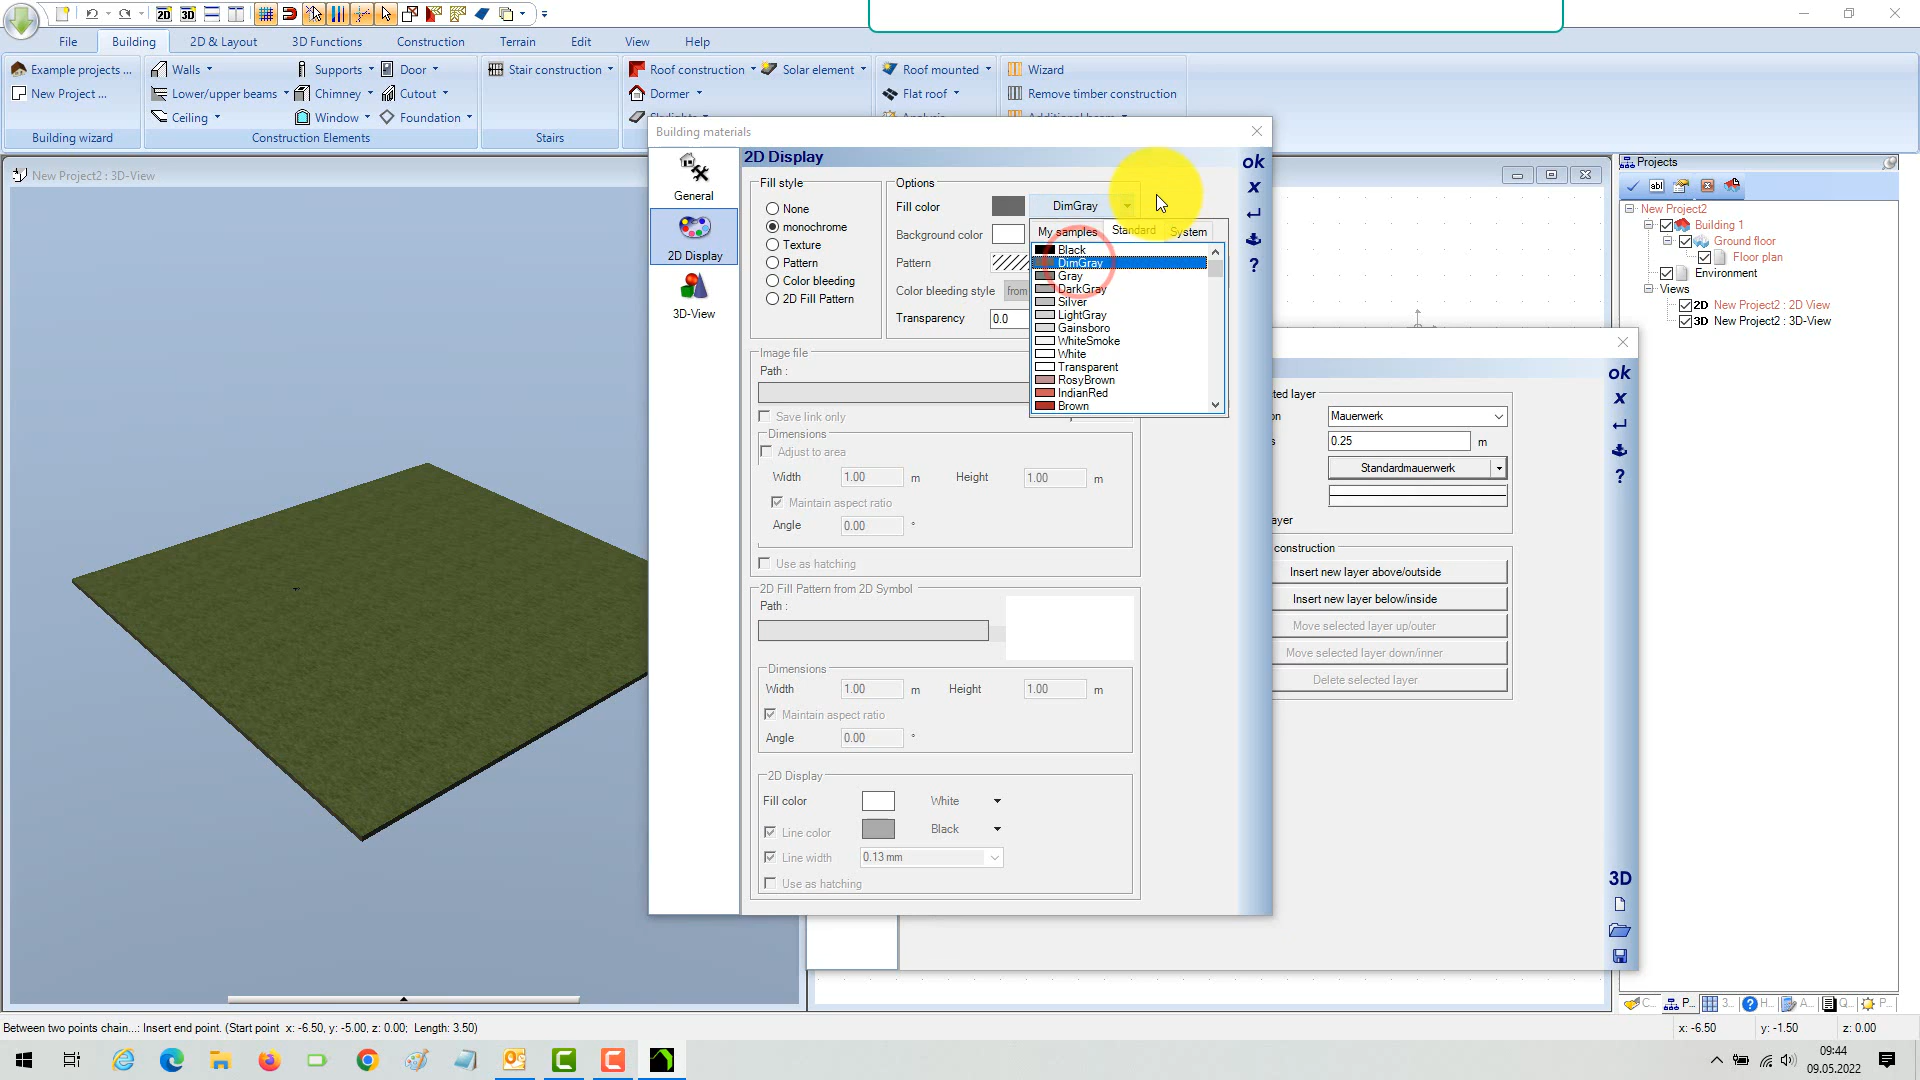 2D 3D
File Building 2D & Layout 3D Functions Construction Terrain Edit View Help
Example projects ... Walls Supports Door Stair construction Roof construction Solar element Roof mounted Wizard
New Project ... Lower/upper beams Chimney Cutout Dormer Flat roof Remove timber construction
Ceiling Window Foundation
Building wizard Construction Elements Stairs
Building materials
New Project2 : 3D-View
General
2D Display
3D-View
2D Display
Fill style
None
monochrome
Texture
Pattern
Color bleeding
2D Fill Pattern
Options
Fill color DimGray
Background color
Pattern
Color bleeding style from
Transparency 0.0
My samples Standard System
Black
DimGray
Gray
DarkGray
Silver
LightGray
Gainsboro
WhiteSmoke
White
Transparent
RosyBrown
IndianRed
Brown
Image file
Path :
Save link only
Dimensions
Adjust to area
Width 1.00 m Height 1.00 m
Maintain aspect ratio
Angle 0.00 °
Use as hatching
2D Fill Pattern from 2D Symbol
Path :
Dimensions
Width 1.00 m Height 1.00 m
Maintain aspect ratio
Angle 0.00 °
2D Display
Fill color White
Line color Black
Line width 0.13 mm
Use as hatching
ok
x
?
ted layer
on Mauerwerk
s 0.25 m
Standardmauerwerk
ayer
construction
Insert new layer above/outside
Insert new layer below/inside
Move selected layer up/outer
Move selected layer down/inner
Delete selected layer
ok
x
?
3D
Projects
abl
New Project2
Building 1
Ground floor
Floor plan
Environment
Views
2D New Project2 : 2D View
3D New Project2 : 3D-View
C... P... 3... H... A... Q... P...
Between two points chain...: Insert end point. (Start point x: -6.50, y: -5.00, z: 0.00; Length: 3.50)
x: -6.50 y: -1.50 z: 0.00
09:44
09.05.2022